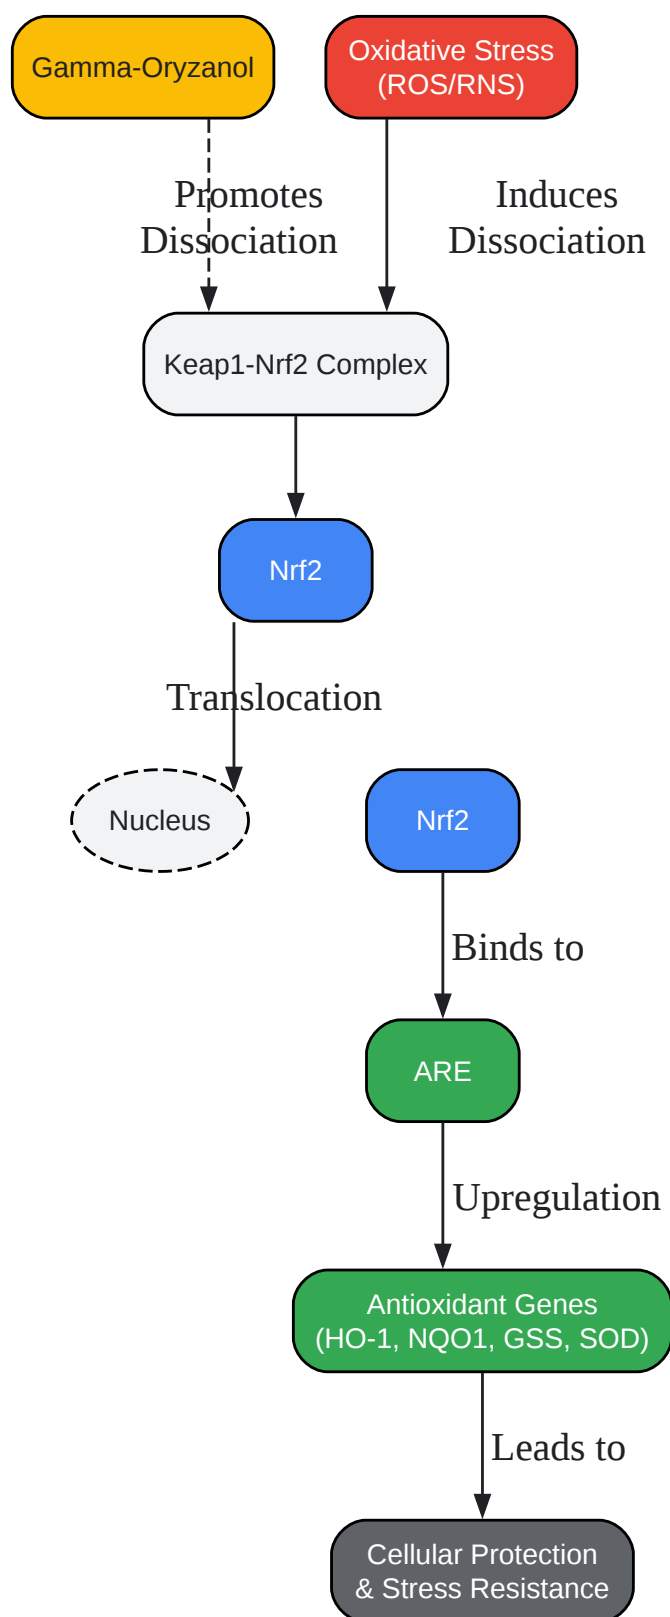 Gamma-Oryzanol
Oxidative Stress
(ROS/RNS)
Promotes
Dissociation
Induces
Dissociation
Keap1-Nrf2 Complex
Nrf2
Translocation
Nucleus
Nrf2
Binds to
ARE
Upregulation
Antioxidant Genes
(HO-1, NQO1, GSS, SOD)
Leads to
Cellular Protection
& Stress Resistance